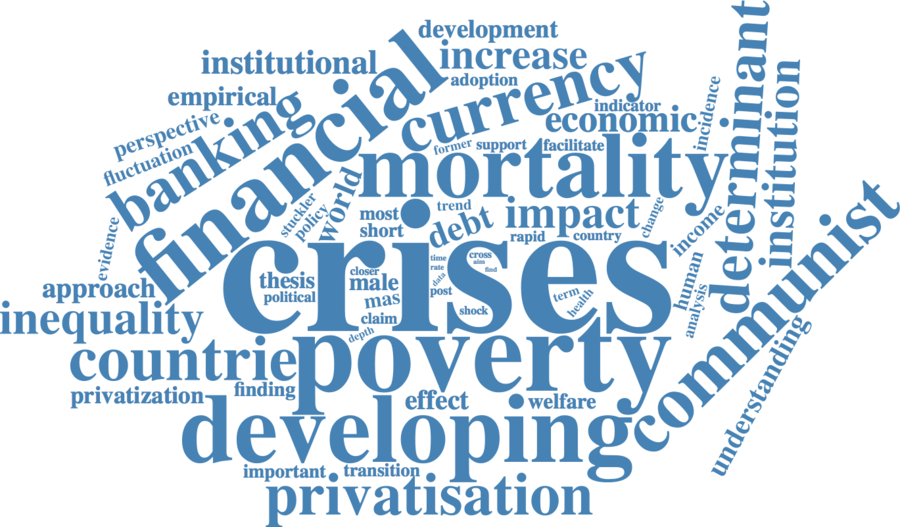 development
institutional
increase
financial
adoption
empirical
currency
banking
indicator
incidence
determinant
institution
economic
perspective
fluctuation
former
support
facilitate
mortality
world
stuckler
policy
most
short
trend
debt
impact
rapid
country
change
income
evidence
crises
thesis
political
closer
male
mas
claim
depth
time
rate
data
post
cross
aim
find
shock
term
health
human
analysis
communist
approach
inequality
countrie
poverty
privatization
finding
developing
effect
welfare
understanding
important
transition
privatisation